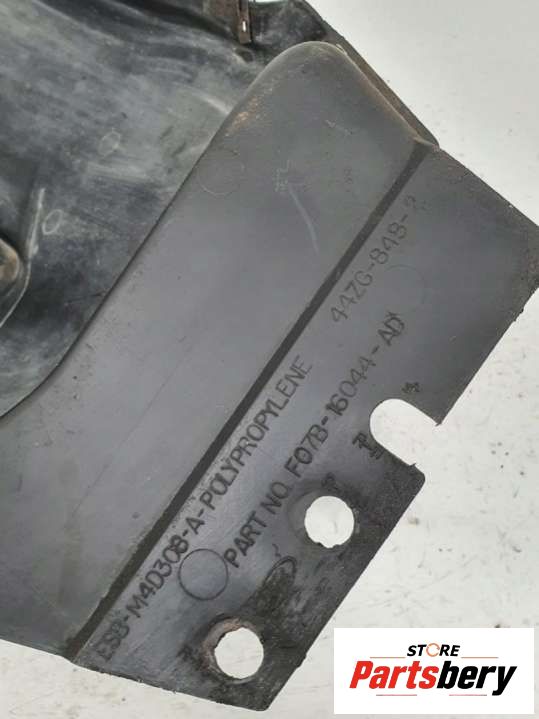 ESB-M4D308-A-POLYPROPYLENE 44ZG-848-2
PART NO. F07B-16044-AD
STORE
Partsbery